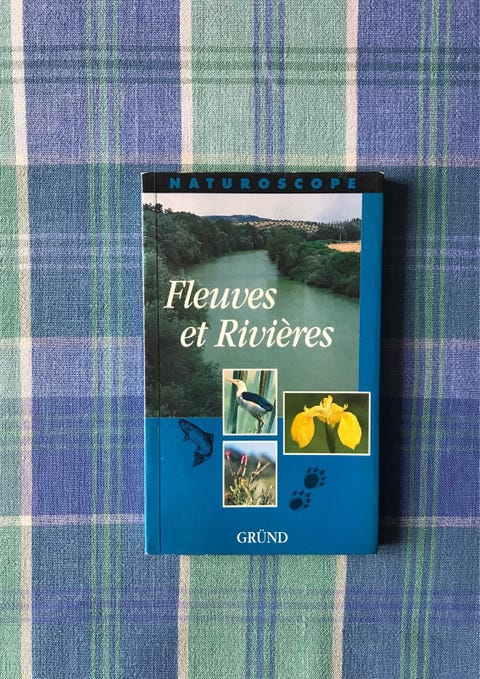 NATUROSCOPE
Fleuves
et Rivières
GRÜND